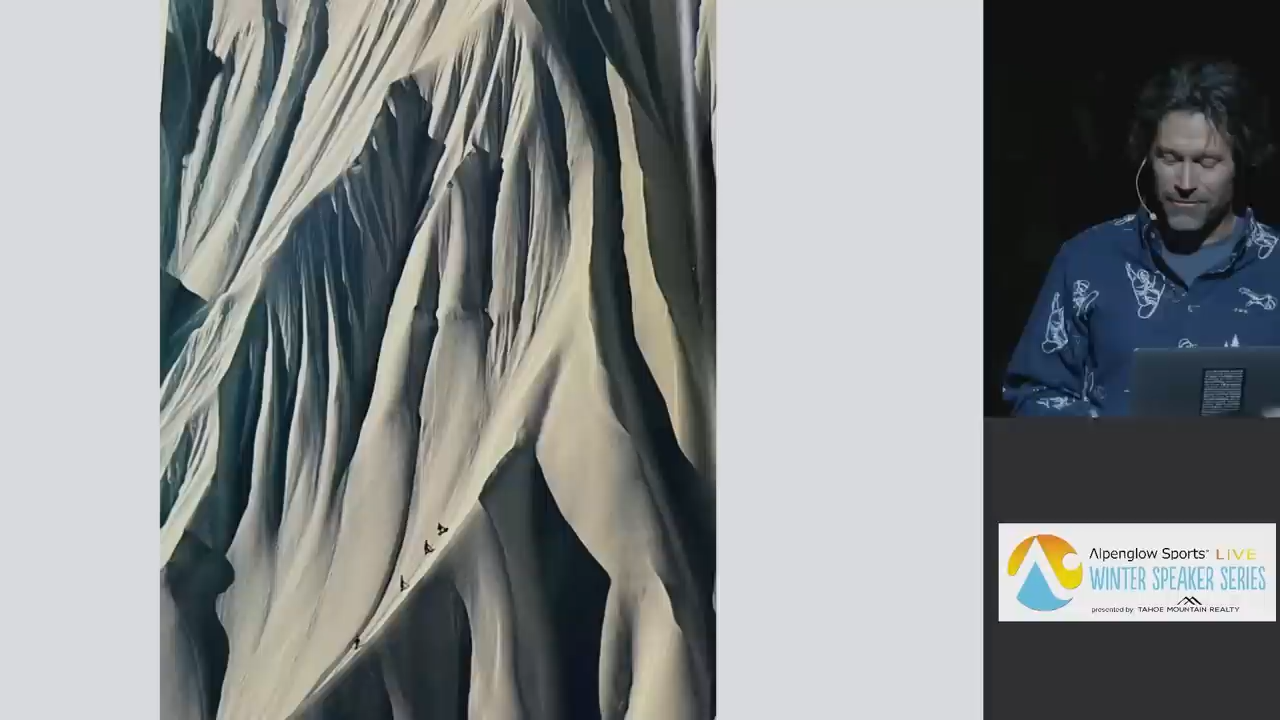 Alpenglow Sports® LIVE
WINTER SPEAKER SERIES
presented by TAHOE MOUNTAIN REALTY